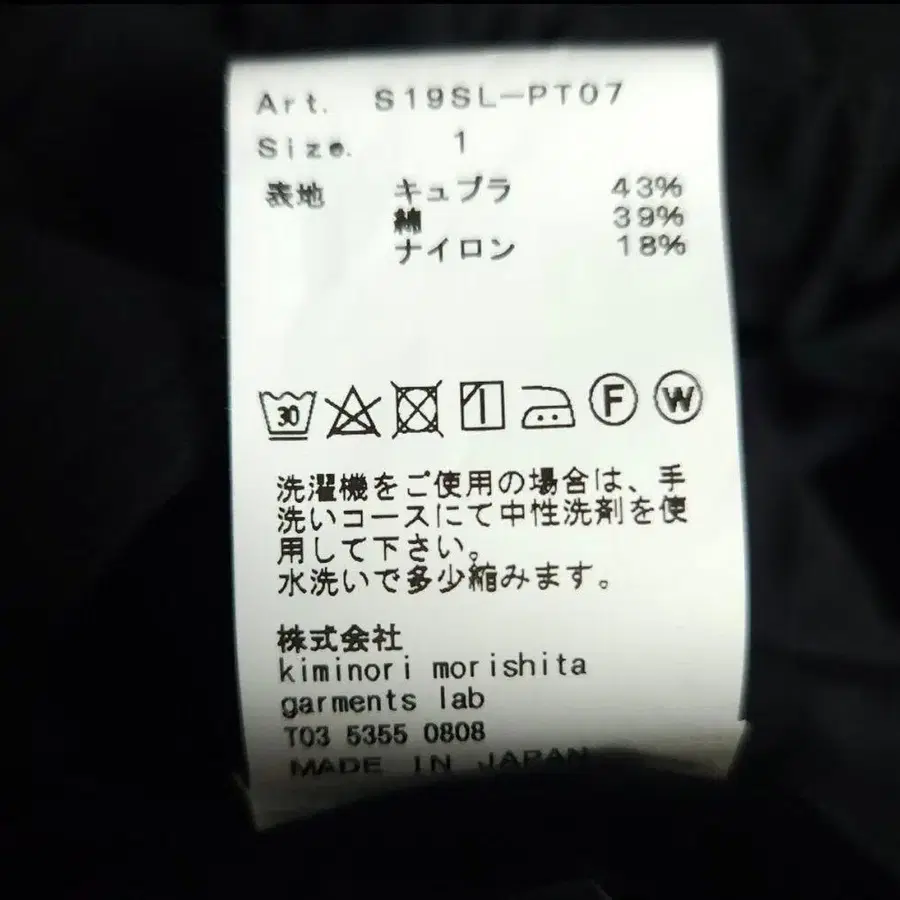 Art. S19SL-PT07
Size. 1
表地 キュプラ 43%
綿 39%
ナイロン 18%
30 F W
洗濯機をご使用の場合は、手
洗いコースにて中性洗剤を使
用して下さい。
水洗いで多少縮みます。
株式会社
kiminori morishita
garments lab
T03 5355 0808
MADE IN JAPAN